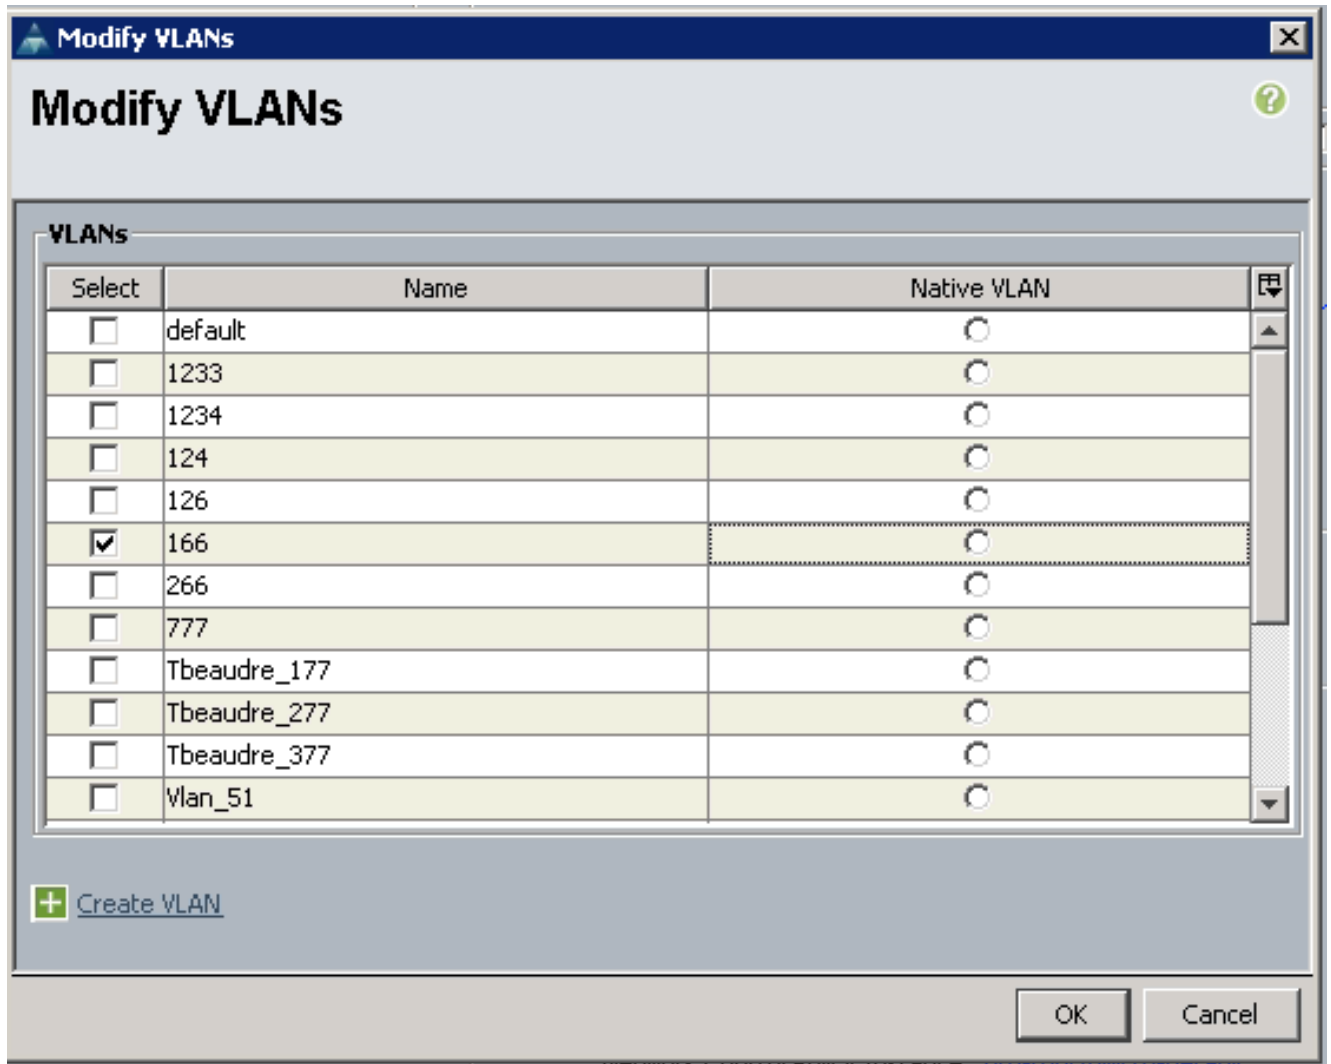 Modify VLANs
Modify VLANs
VLANs
Select Name Native VLAN
default
1233
1234
124
126
166
266
777
Tbeaudre_177
Tbeaudre_277
Tbeaudre_377
Vlan_51
Create VLAN
OK Cancel